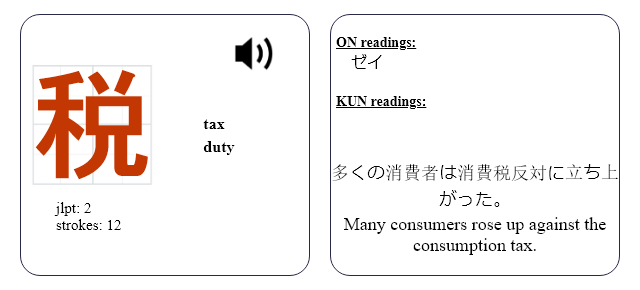 税
tax
duty
jlpt: 2
strokes: 12
ON readings:
ゼイ
KUN readings:
多くの消費者は消費税反対に立ち上
がった。
Many consumers rose up against the
consumption tax.